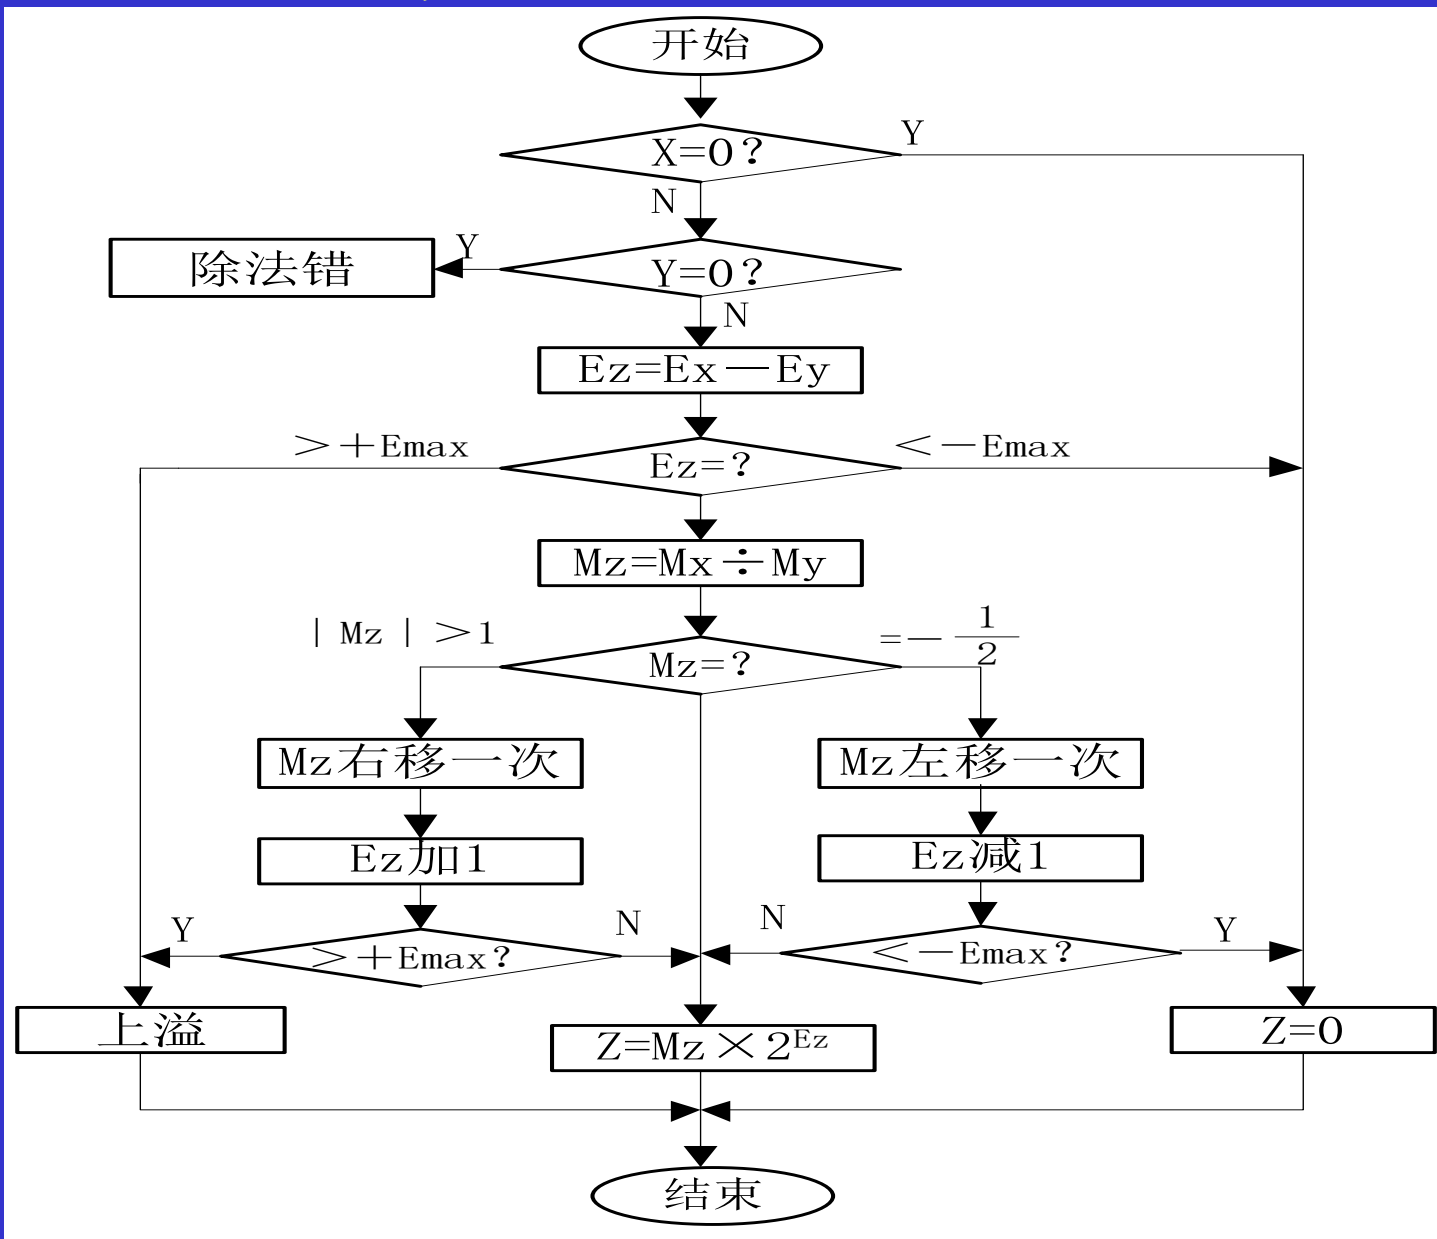 开始
X=0?
Y
N
Y
除法错
Y=0?
N
Ez=Ex-Ey
>+Emax
<-Emax
Ez=?
Mz=Mx÷My
|Mz|>1
=-1/2
Mz=?
Mz右移一次
Mz左移一次
Ez加1
Ez减1
Y
N
N
Y
>+Emax?
<-Emax?
上溢
Z=Mz×2^Ez
Z=0
结束